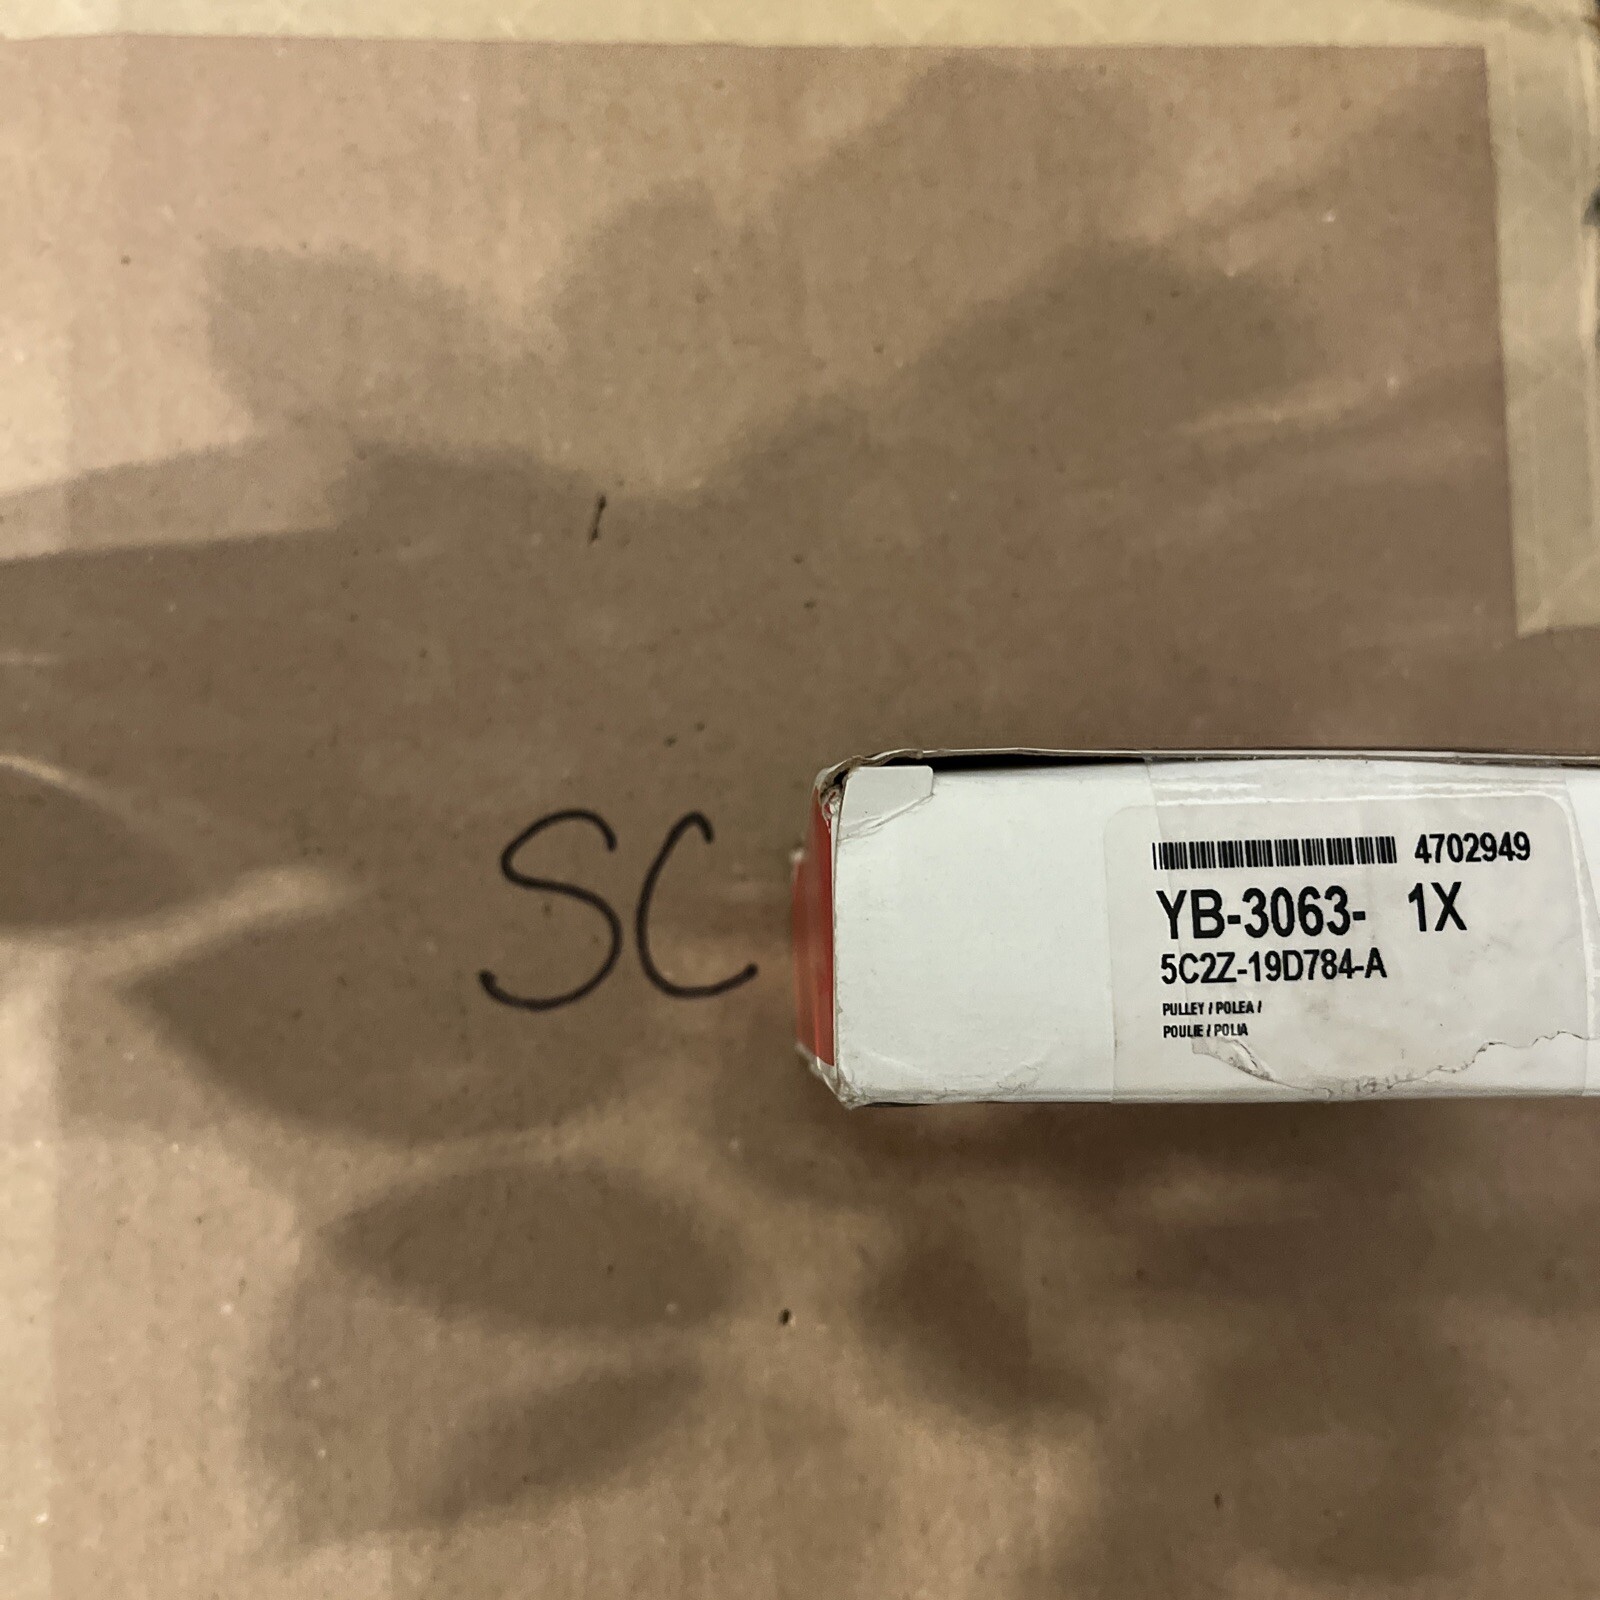 SC
4702949
YB-3063- 1X
5C2Z-19D784-A
PULLEY / POLEA /
POULIE / POLIA